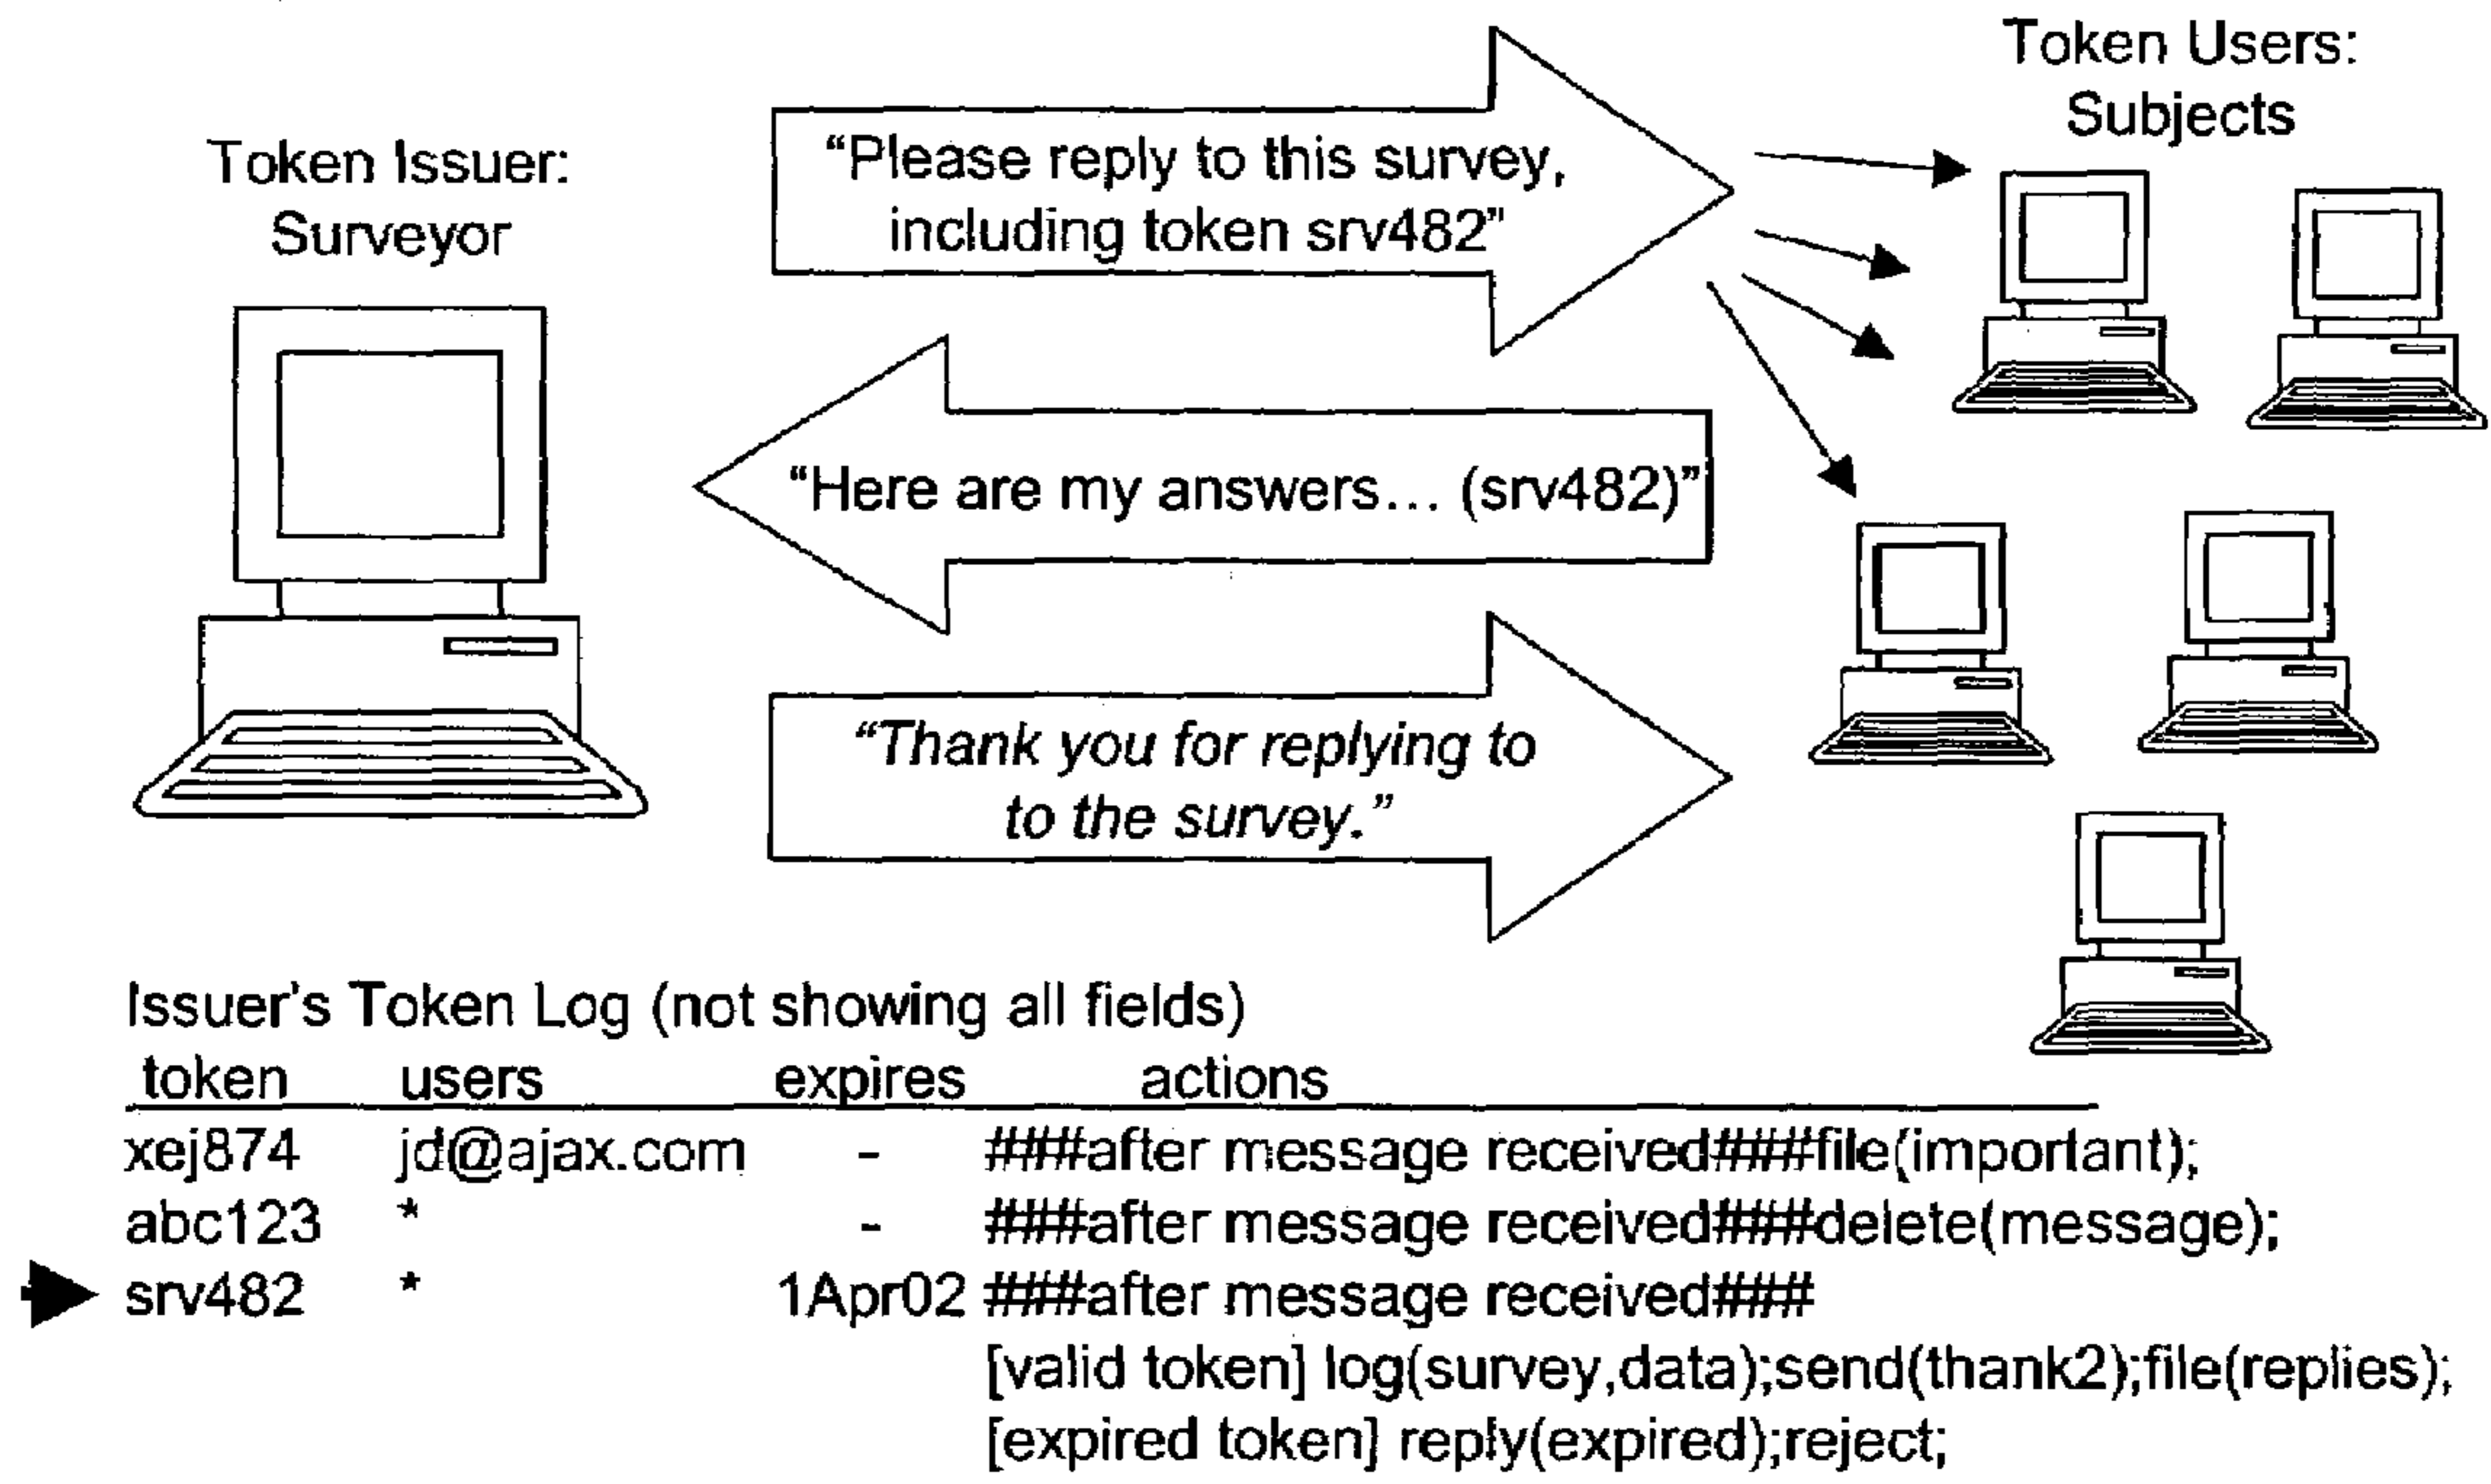 Token Issuer:
Surveyor
“Please reply to this survey,
including token srv482”
Token Users:
Subjects
“Here are my answers... (srv482)”
“Thank you for replying to
to the survey.”
Issuer's Token Log (not showing all fields)
token users expires actions
xej874 jd@ajax.com - ###after message received###file(important);
abc123 * - ###after message received###delete(message);
srv482 * 1Apr02 ###after message received###
[valid token] log(survey,data);send(thank2);file(replies);
[expired token] reply(expired);reject;